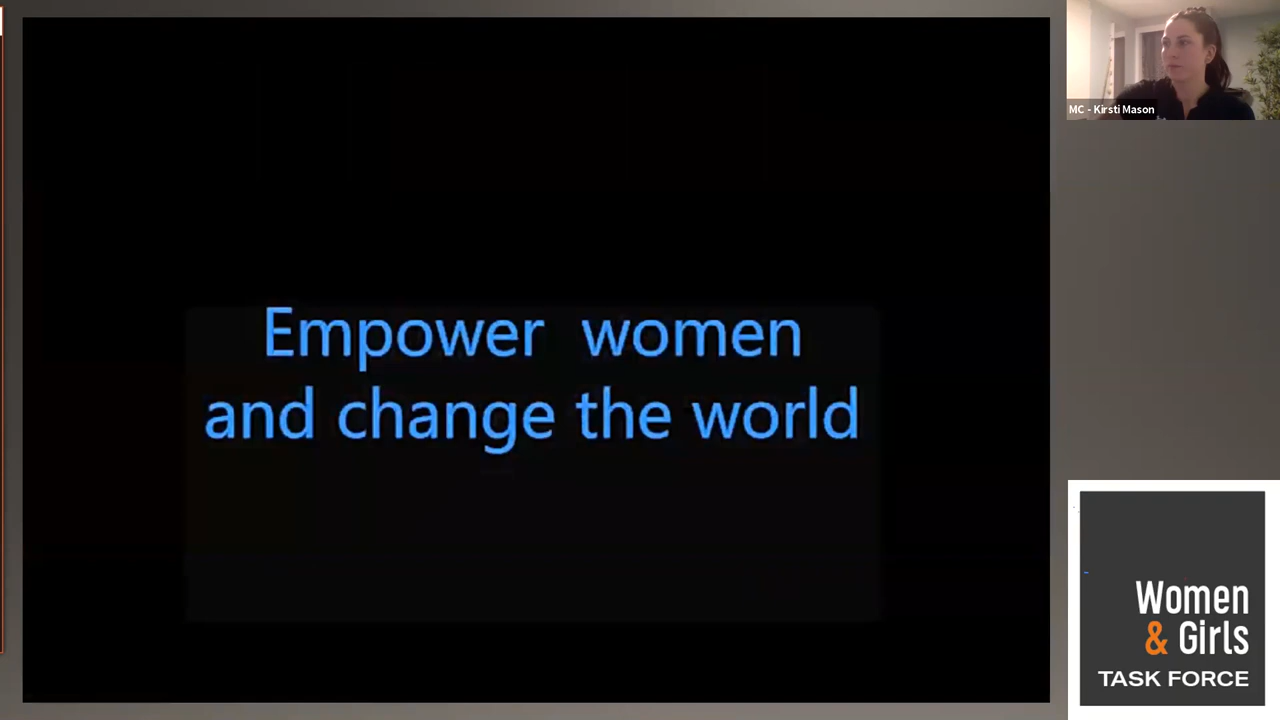 Empower  women
and change the world
MC - Kirsti Mason
Women
& Girls
TASK FORCE